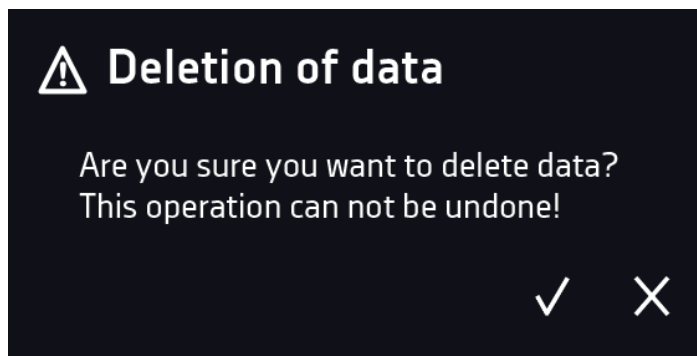 Deletion of data
Are you sure you want to delete data?
This operation can not be undone!